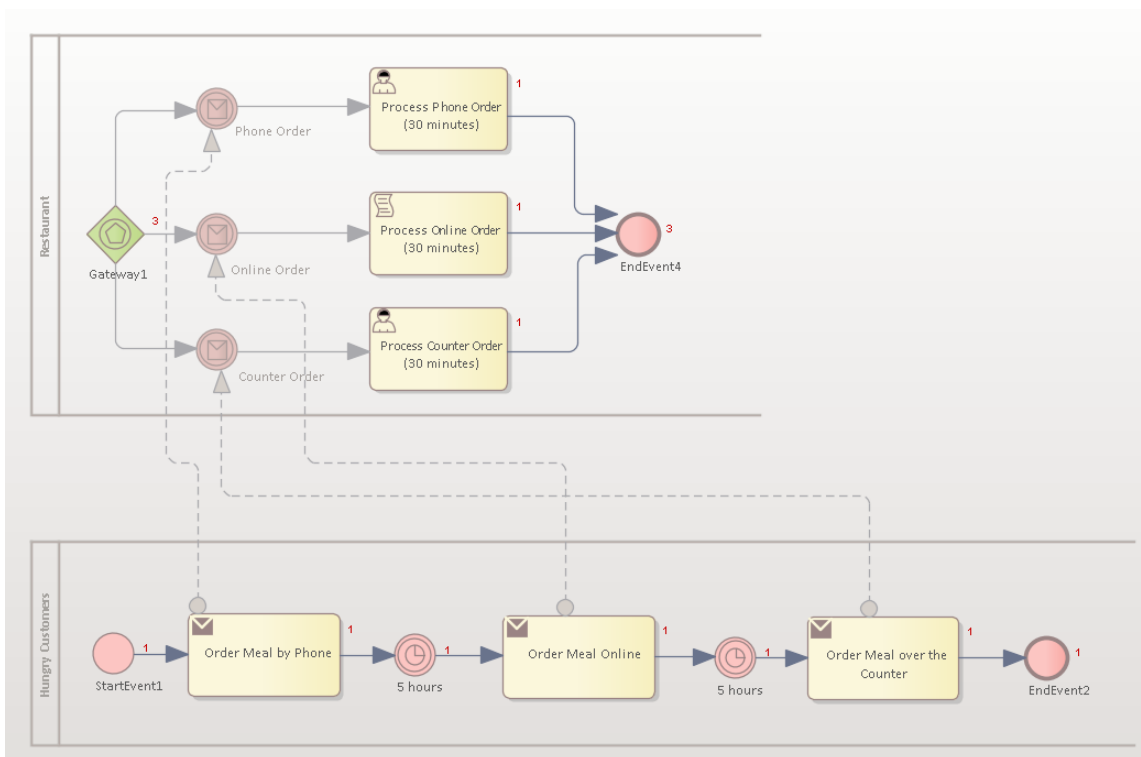 Restaurant
Phone Order
1
Process Phone Order
(30 minutes)
3
Gateway1
Online Order
1
Process Online Order
(30 minutes)
3
EndEvent4
Counter Order
1
Process Counter Order
(30 minutes)
Hungry Customers
StartEvent1
1
Order Meal by Phone
1
5 hours
1
Order Meal Online
1
5 hours
1
Order Meal over the
Counter
1
EndEvent2
1